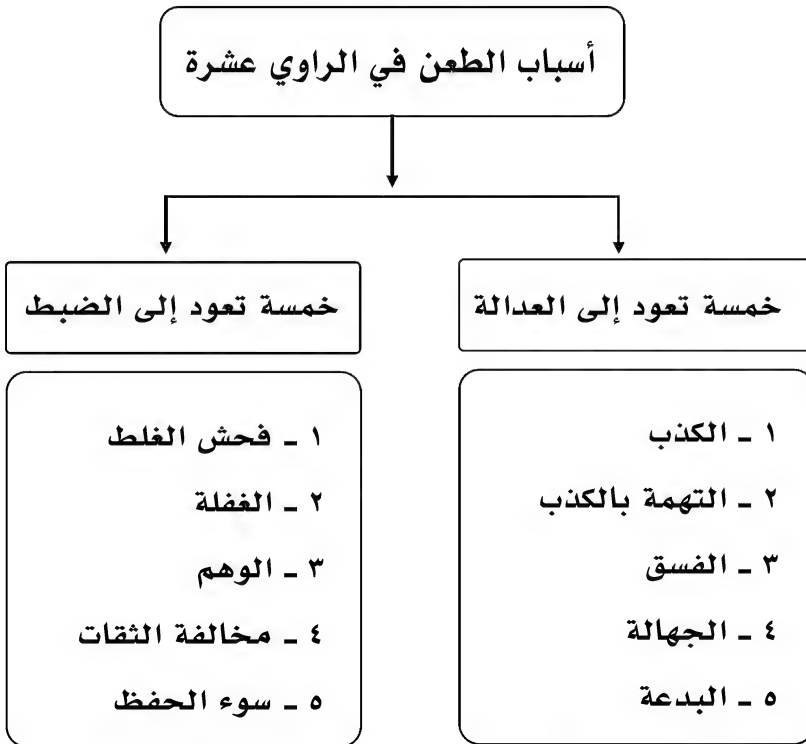 أسباب الطعن في الراوي عشرة
خمسة تعود إلى العدالة
١ ـ الكذب
٢ ـ التهمة بالكذب
٣ ـ الفسق
٤ ـ الجهالة
٥ ـ البدعة
خمسة تعود إلى الضبط
١ ـ فحش الغلط
٢ ـ الغفلة
٣ ـ الوهم
٤ ـ مخالفة الثقات
٥ ـ سوء الحفظ